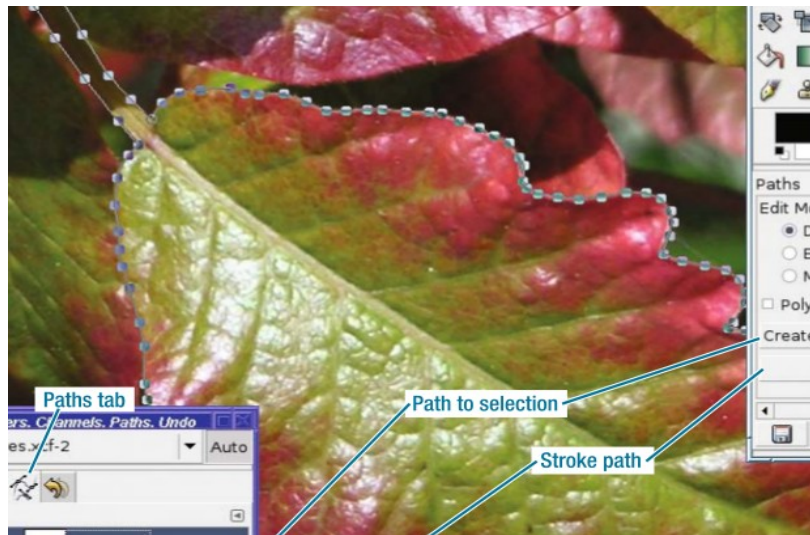 Paths
Edit M
D
E
M
Poly
Create
Paths tab
ers. Channels. Paths. Undo
Path to selection
es.xcf-2
Auto
Stroke path